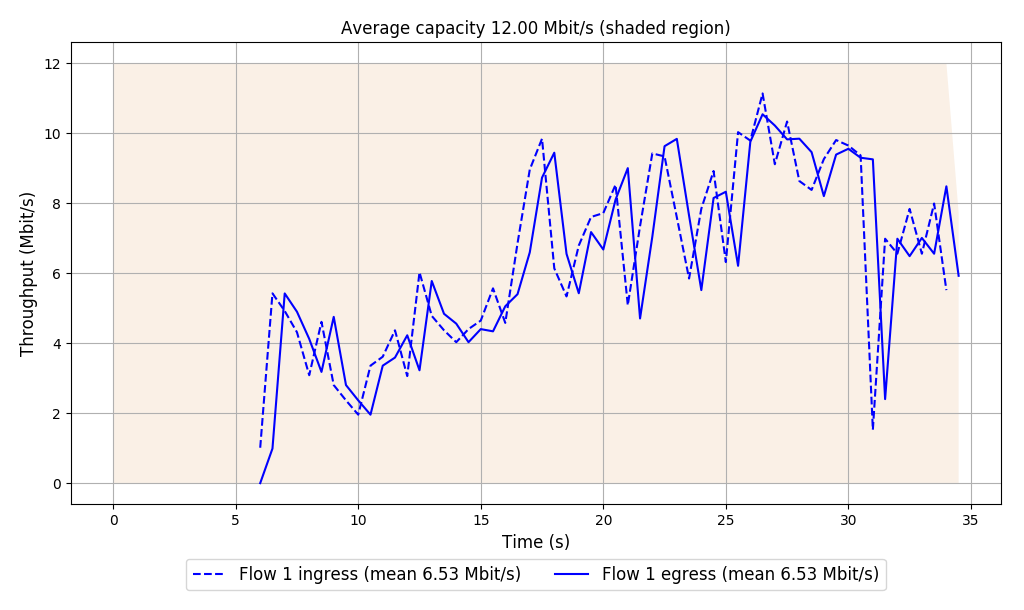 Average capacity 12.00 Mbit/s (shaded region)
12
10
8
6
4
2
0
Throughput (Mbit/s)
0 5 10 15 20 25 30 35
Time (s)
Flow 1 ingress (mean 6.53 Mbit/s) Flow 1 egress (mean 6.53 Mbit/s)